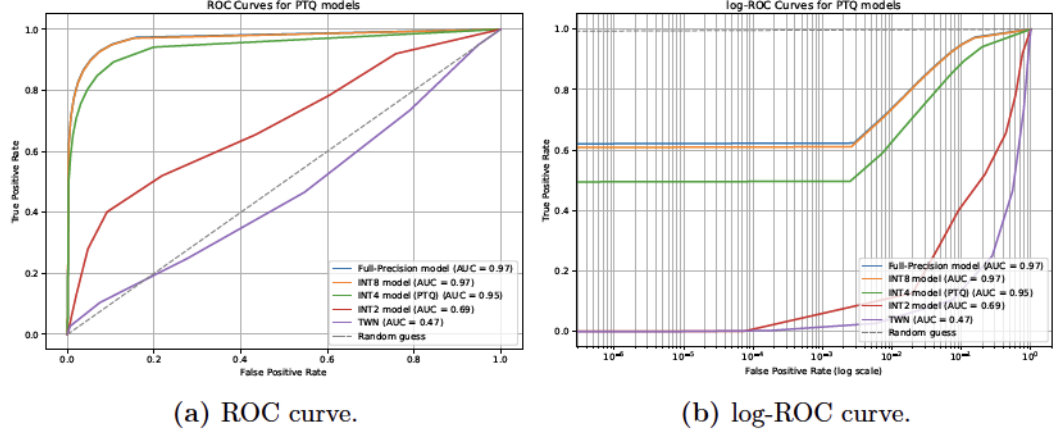 ROC Curves for PTQ models
1.0
0.8
0.6
0.4
0.2
0.0
True Positive Rate
Full-Precision model (AUC = 0.97)
INT8 model (AUC = 0.97)
INT4 model (PTQ) (AUC = 0.95)
INT2 model (AUC = 0.69)
TWN (AUC = 0.47)
Random guess
0.0 0.2 0.4 0.6 0.8 1.0
False Positive Rate
(a) ROC curve.
log-ROC Curves for PTQ models
1.0
0.8
0.6
0.4
0.2
0.0
True Positive Rate
Full-Precision model (AUC = 0.97)
INT8 model (AUC = 0.97)
INT4 model (PTQ) (AUC = 0.95)
INT2 model (AUC = 0.69)
TWN (AUC = 0.47)
Random guess
10⁻⁶ 10⁻⁵ 10⁻⁴ 10⁻³ 10⁻² 10⁻¹ 10⁰
False Positive Rate (log scale)
(b) log-ROC curve.